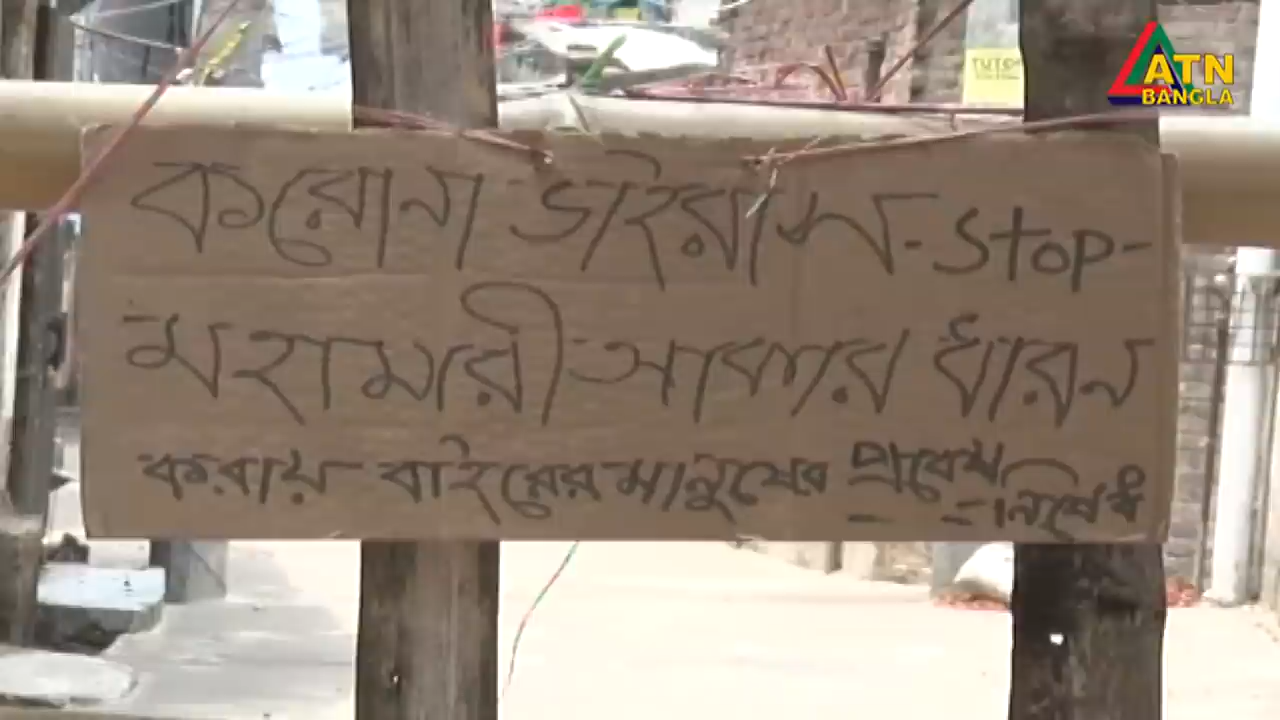 ATN
BANGLA
করোনা ভাইরাস-Stop-
মহামারী আকার ধারন
করায় বাইরের মানুষের প্রবেষ
নিষেধ